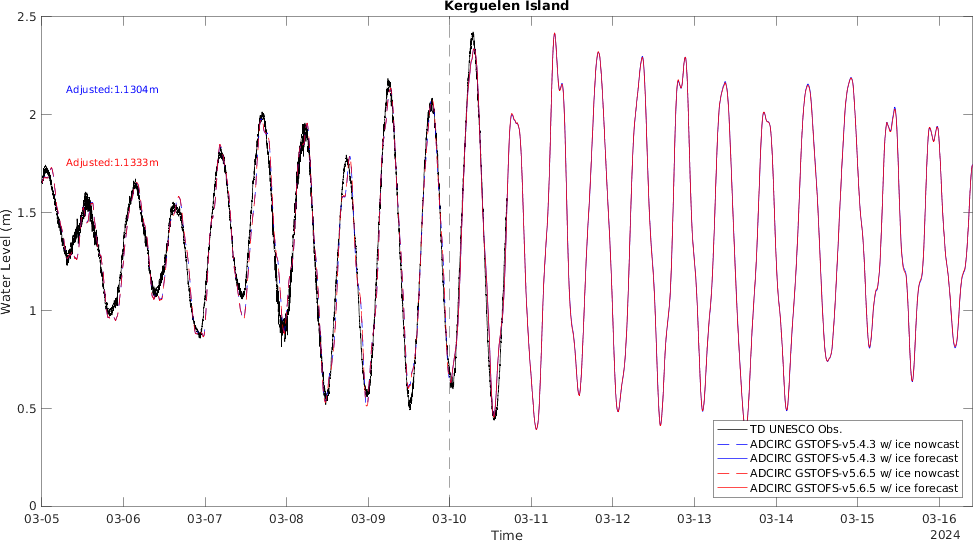 Kerguelen Island
2.5
2
1.5
1
0.5
0
Water Level (m)
Adjusted:1.1304m
Adjusted:1.1333m
TD UNESCO Obs.
ADCIRC GSTOFS-v5.4.3 w/ ice nowcast
ADCIRC GSTOFS-v5.4.3 w/ ice forecast
ADCIRC GSTOFS-v5.6.5 w/ ice nowcast
ADCIRC GSTOFS-v5.6.5 w/ ice forecast
03-05 03-06 03-07 03-08 03-09 03-10 03-11 03-12 03-13 03-14 03-15 03-16
Time
2024